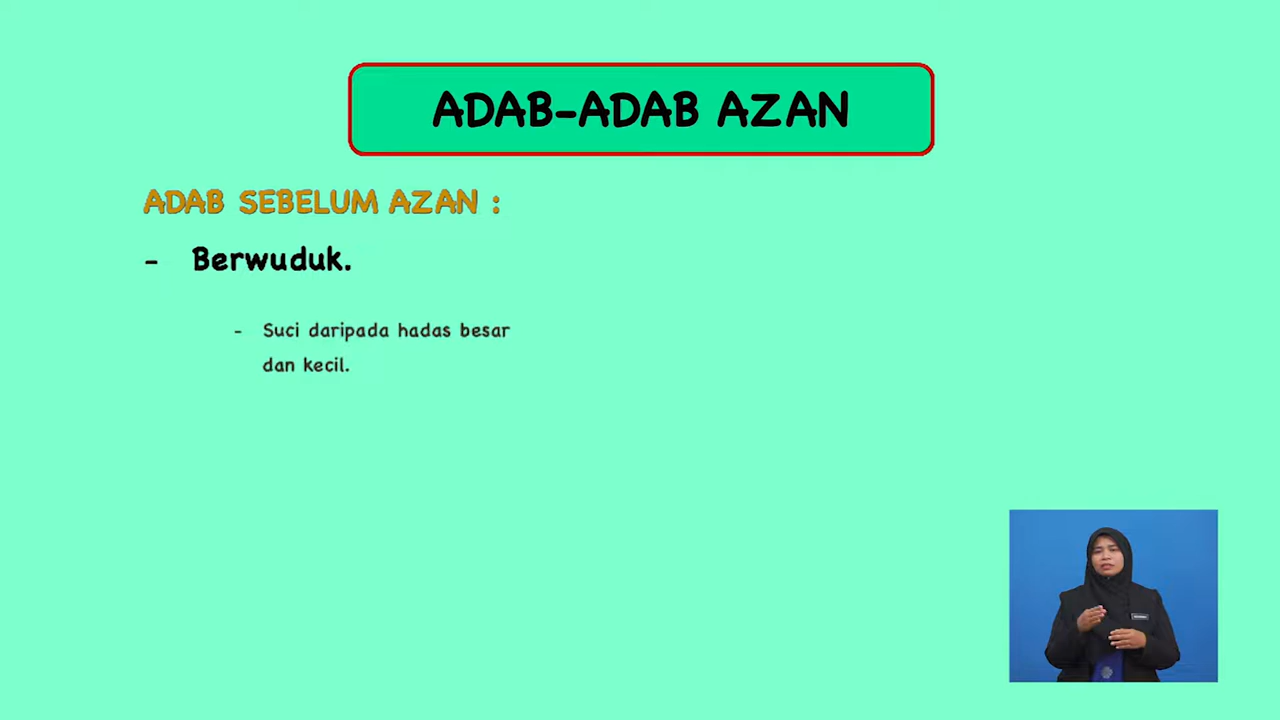 ADAB-ADAB AZAN
ADAB SEBELUM AZAN :
- Berwuduk.
- Suci daripada hadas besar
dan kecil.